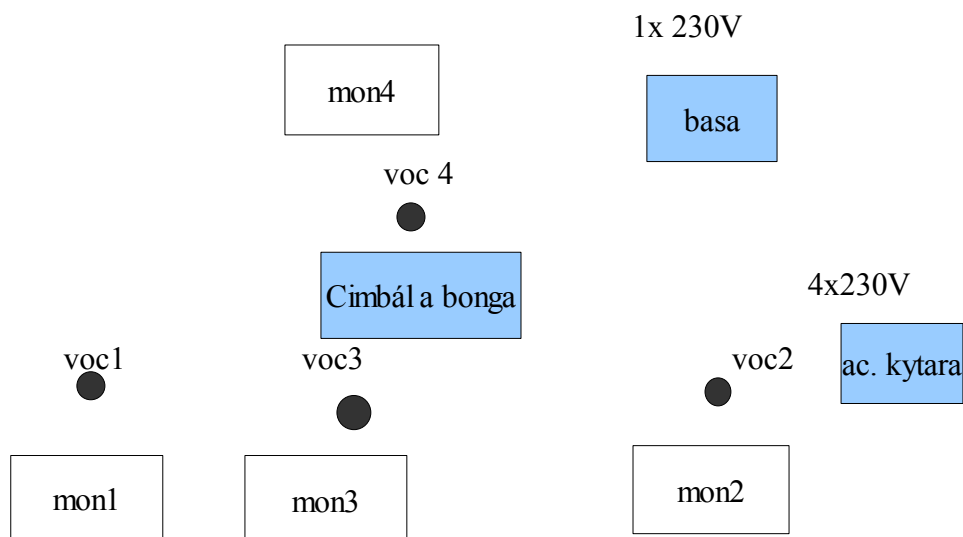 1x 230V
mon4
basa
voc 4
Cimbál a bonga
4x230V
voc1
voc3
voc2
ac. kytara
mon1
mon3
mon2